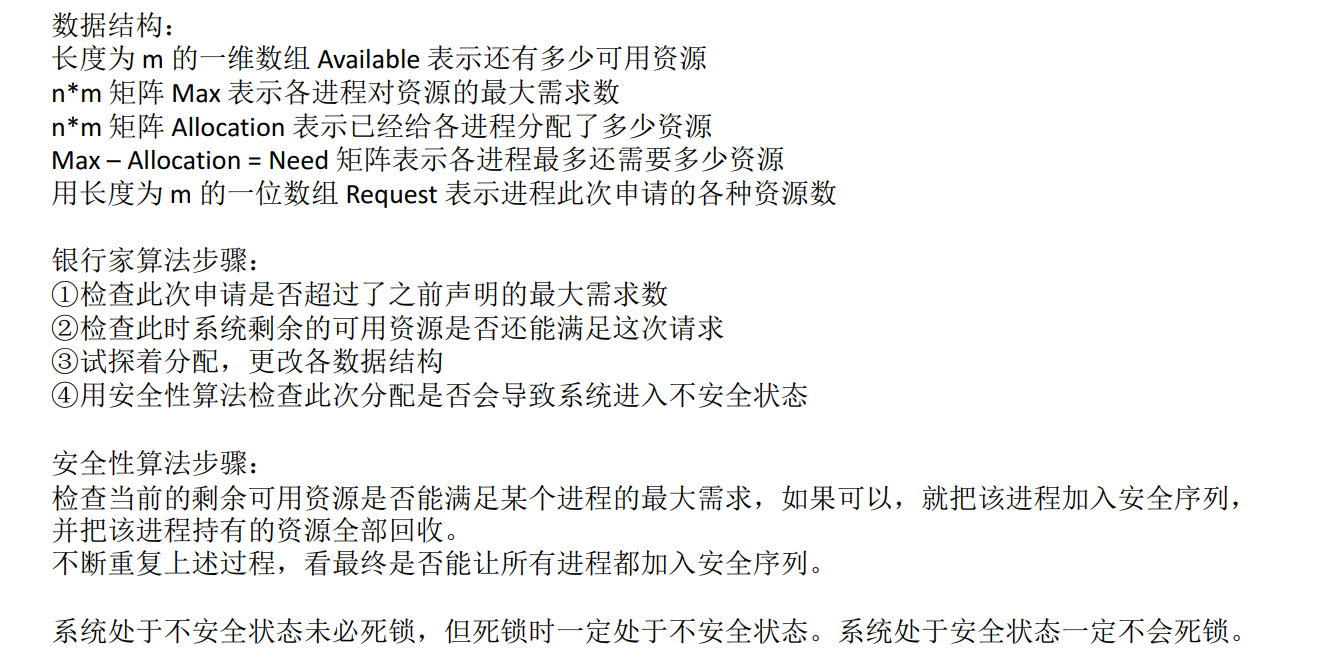 数据结构：
长度为 m 的一维数组 Available 表示还有多少可用资源
n*m 矩阵 Max 表示各进程对资源的最大需求数
n*m 矩阵 Allocation 表示已经给各进程分配了多少资源
Max – Allocation = Need 矩阵表示各进程最多还需要多少资源
用长度为 m 的一位数组 Request 表示进程此次申请的各种资源数
银行家算法步骤：
①检查此次申请是否超过了之前声明的最大需求数
②检查此时系统剩余的可用资源是否还能满足这次请求
③试探着分配，更改各数据结构
④用安全性算法检查此次分配是否会导致系统进入不安全状态
安全性算法步骤：
检查当前的剩余可用资源是否能满足某个进程的最大需求，如果可以，就把该进程加入安全序列，
并把该进程持有的资源全部回收。
不断重复上述过程，看最终是否能让所有进程都加入安全序列。
系统处于不安全状态未必死锁，但死锁时一定处于不安全状态。系统处于安全状态一定不会死锁。